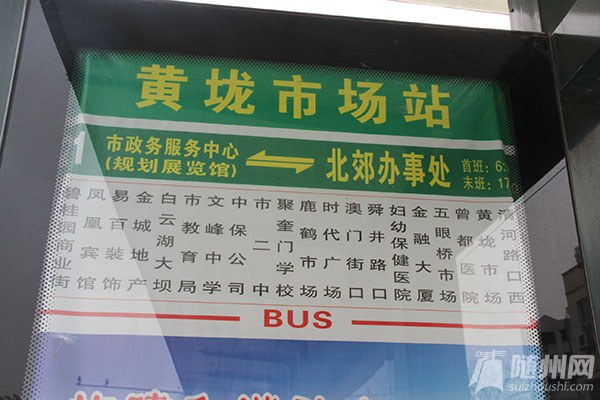 黄垅市场站
1
市政务服务中心
(规划展览馆)
北郊办事处
首班: 6:
末班: 17
碧桂园商业街
凤凰宾馆
易百装饰
金城地产
白云湖大坝
市教育局
文峰中学
中保公司
市二中
聚奎门学校
鹿鹤市场
时代广场
澳门街口
舜井路口
妇幼保健医院
金融大厦
五眼桥市场
曾都医院
黄垅市场
清河路口西
BUS
随州网
suizhoushi.com